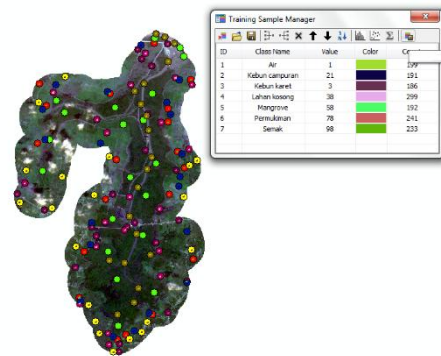 Training Sample Manager
ID Class Name Value Color
1 Air 1 199
2 Kebun campuran 21 191
3 Kebun karet 3 186
4 Lahan kosong 38 299
5 Mangrove 58 192
6 Permukiman 78 241
7 Semak 98 233